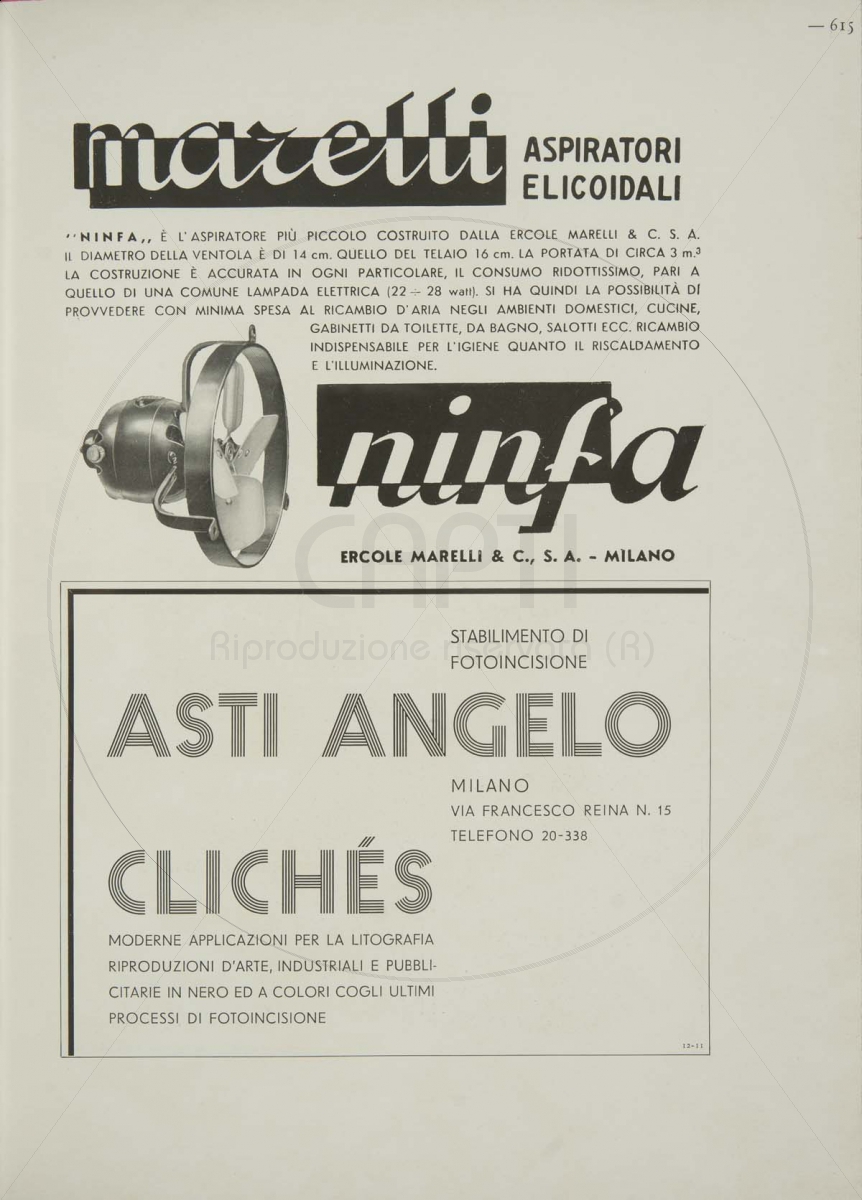 — 615
marelli
ASPIRATORI
ELICOIDALI
''NINFA,, È L'ASPIRATORE PIÙ PICCOLO COSTRUITO DALLA ERCOLE MARELLI & C. S. A.
IL DIAMETRO DELLA VENTOLA È DI 14 cm. QUELLO DEL TELAIO 16 cm. LA PORTATA DI CIRCA 3 m.³
LA COSTRUZIONE È ACCURATA IN OGNI PARTICOLARE, IL CONSUMO RIDOTTISSIMO, PARI A
QUELLO DI UNA COMUNE LAMPADA ELETTRICA (22 ÷ 28 watt). SI HA QUINDI LA POSSIBILITÀ DI
PROVVEDERE CON MINIMA SPESA AL RICAMBIO D'ARIA NEGLI AMBIENTI DOMESTICI, CUCINE,
GABINETTI DA TOILETTE, DA BAGNO, SALOTTI ECC. RICAMBIO
INDISPENSABILE PER L'IGIENE QUANTO IL RISCALDAMENTO
E L'ILLUMINAZIONE.
ninfa
ERCOLE MARELLI & C., S. A. - MILANO
CAPTI
Riproduzione riservata (R)
STABILIMENTO DI
FOTOINCISIONE
ASTI ANGELO
MILANO
VIA FRANCESCO REINA N. 15
TELEFONO 20-338
CLICHÉS
MODERNE APPLICAZIONI PER LA LITOGRAFIA
RIPRODUZIONI D'ARTE, INDUSTRIALI E PUBBLI-
CITARIE IN NERO ED A COLORI COGLI ULTIMI
PROCESSI DI FOTOINCISIONE
12-11